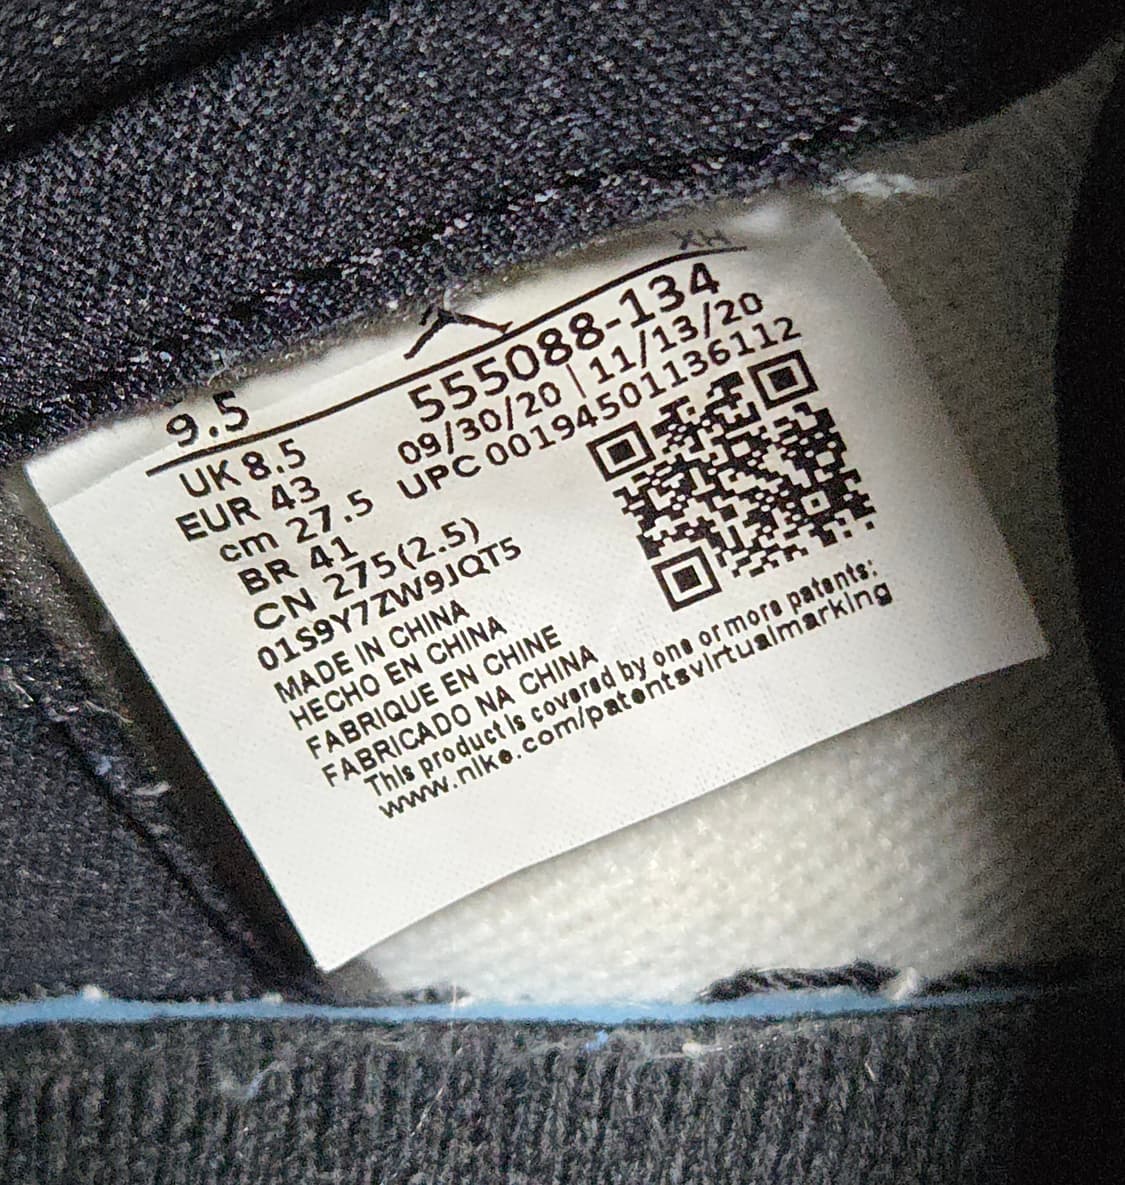 XH
9.5 555088-134
UK 8.5 09/30/20 | 11/13/20
EUR 43 UPC 00194501136112
cm 27.5
BR 41
CN 275(2.5)
01S9Y7ZW9JQT5
MADE IN CHINA
HECHO EN CHINA
FABRIQUE EN CHINE
FABRICADO NA CHINA
This product is covered by one or more patents:
www.nike.com/patentsvirtualmarking